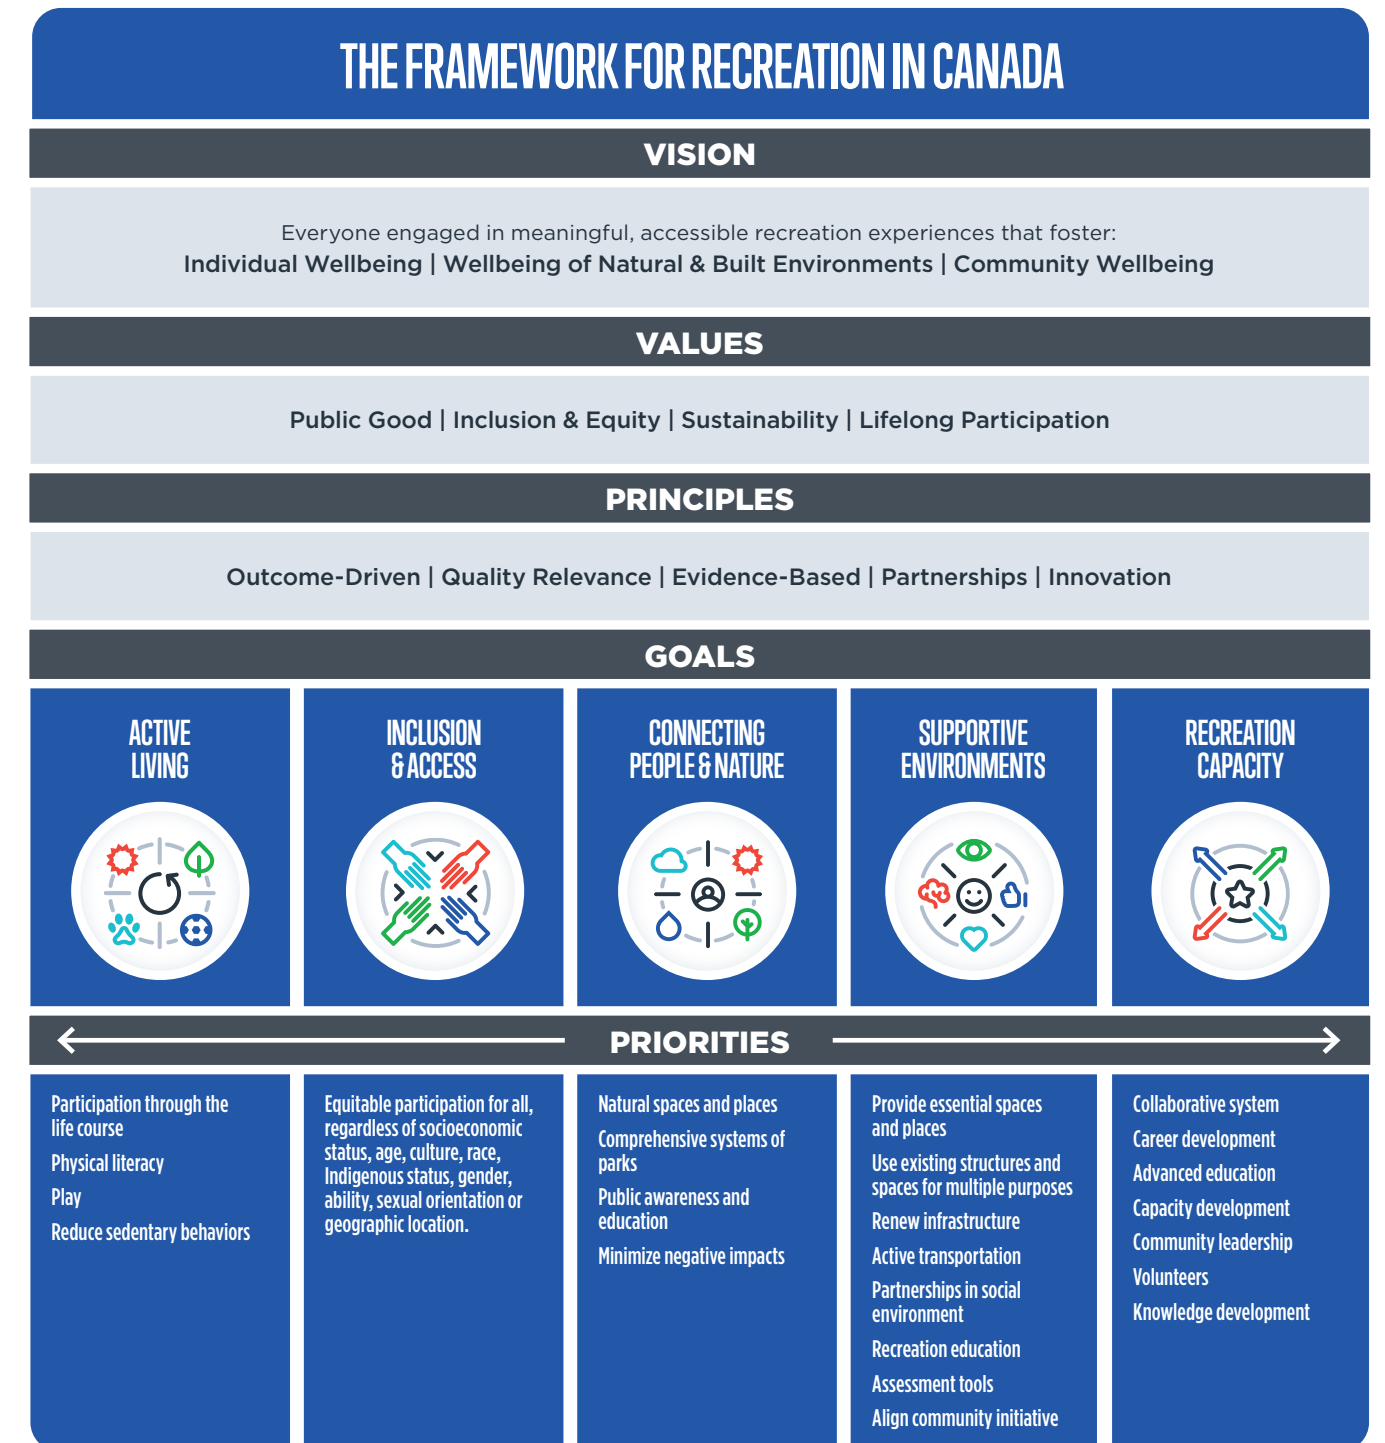 THE FRAMEWORK FOR RECREATION IN CANADA
VISION
Everyone engaged in meaningful, accessible recreation experiences that foster:
Individual Wellbeing | Wellbeing of Natural & Built Environments | Community Wellbeing
VALUES
Public Good | Inclusion & Equity | Sustainability | Lifelong Participation
PRINCIPLES
Outcome-Driven | Quality Relevance | Evidence-Based | Partnerships | Innovation
GOALS
ACTIVE
LIVING
INCLUSION
& ACCESS
CONNECTING
PEOPLE & NATURE
SUPPORTIVE
ENVIRONMENTS
RECREATION
CAPACITY
PRIORITIES
Participation through the
life course
Physical literacy
Play
Reduce sedentary behaviors
Equitable participation for all,
regardless of socioeconomic
status, age, culture, race,
Indigenous status, gender,
ability, sexual orientation or
geographic location.
Natural spaces and places
Comprehensive systems of
parks
Public awareness and
education
Minimize negative impacts
Provide essential spaces
and places
Use existing structures and
spaces for multiple purposes
Renew infrastructure
Active transportation
Partnerships in social
environment
Recreation education
Assessment tools
Align community initiative
Collaborative system
Career development
Advanced education
Capacity development
Community leadership
Volunteers
Knowledge development